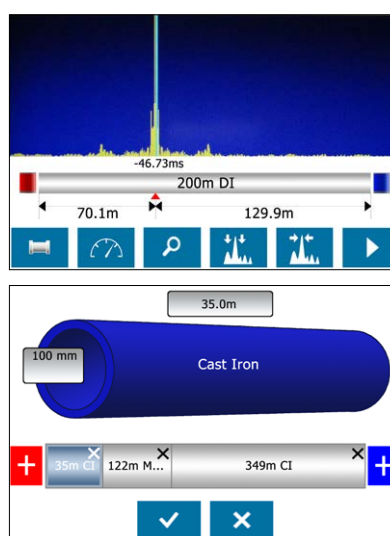 -46.73ms
200m DI
70.1m 129.9m
35.0m
100 mm
Cast Iron
35m CI 122m M... 349m CI